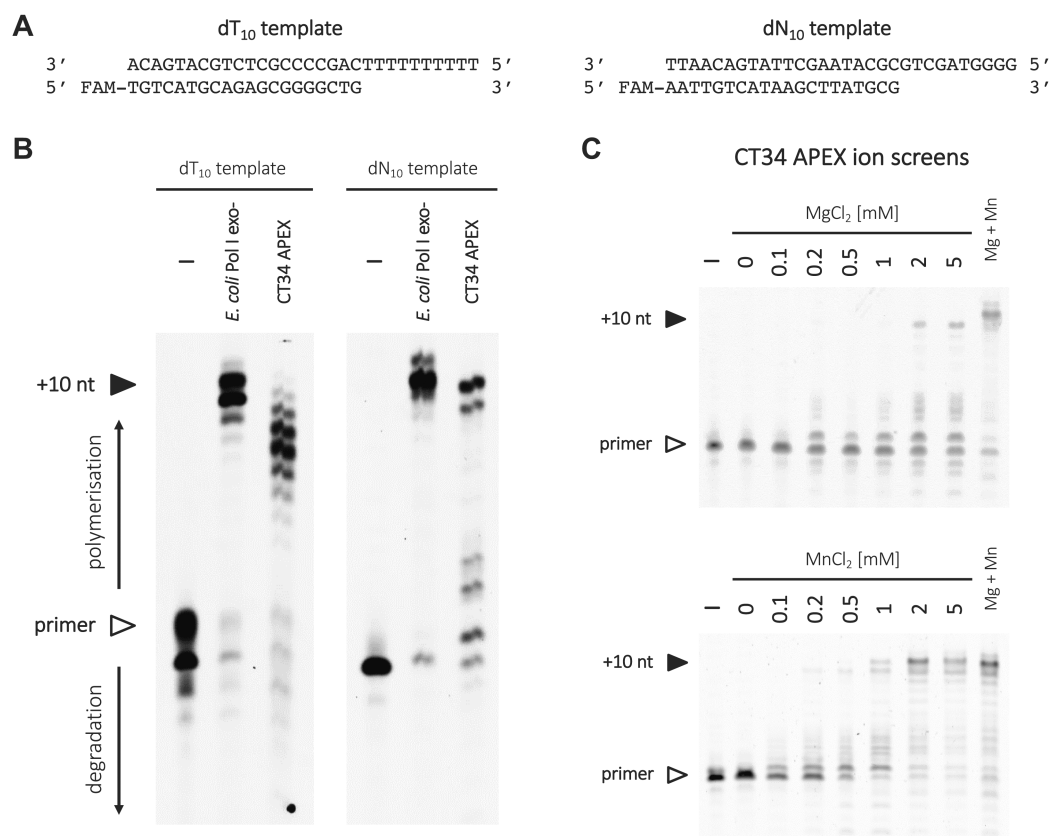 A
dT10 template
3' ACAGTACGTCTCGCCCCGACTTTTTTTTTT 5'
5' FAM-TGTCATGCAGAGCGGGGCTG 3'
dN10 template
3' TTAACAGTATTCGAATACGCGTCGATGGGG 5'
5' FAM-AATTGTCATAAGCTTATGCG 3'
B
dT10 template
–
E. coli Pol I exo-
CT34 APEX
dN10 template
–
E. coli Pol I exo-
CT34 APEX
+10 nt
polymerisation
primer
degradation
C
CT34 APEX ion screens
MgCl2 [mM]
– 0 0.1 0.2 0.5 1 2 5 Mg + Mn
+10 nt
primer
MnCl2 [mM]
– 0 0.1 0.2 0.5 1 2 5 Mg + Mn
+10 nt
primer